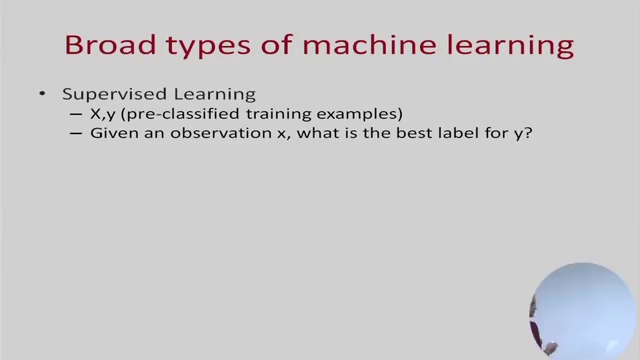 Broad types of machine learning
• Supervised Learning
– X,y (pre-classified training examples)
– Given an observation x, what is the best label for y?